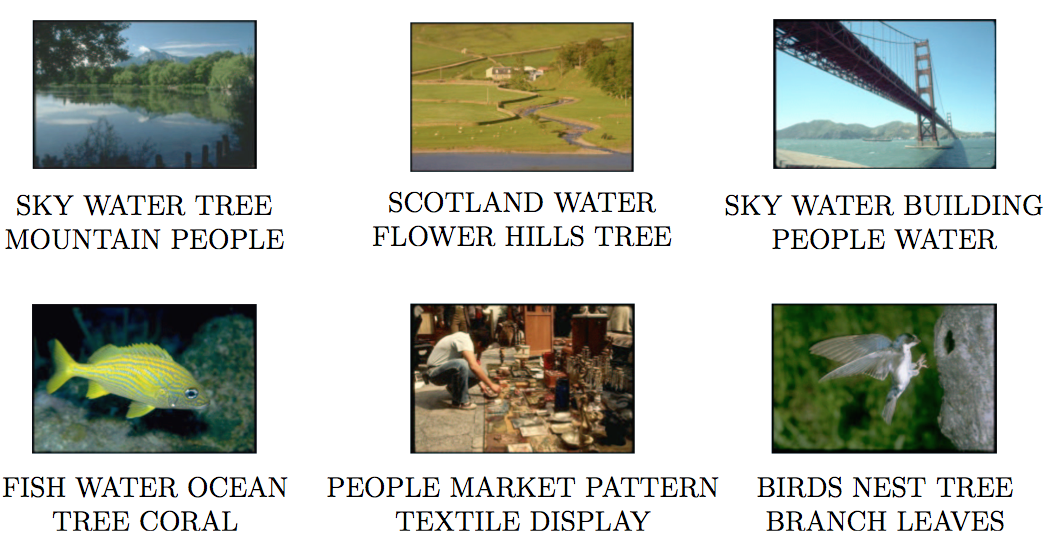 SKY WATER TREE
MOUNTAIN PEOPLE
SCOTLAND WATER
FLOWER HILLS TREE
SKY WATER BUILDING
PEOPLE WATER
FISH WATER OCEAN
TREE CORAL
PEOPLE MARKET PATTERN
TEXTILE DISPLAY
BIRDS NEST TREE
BRANCH LEAVES